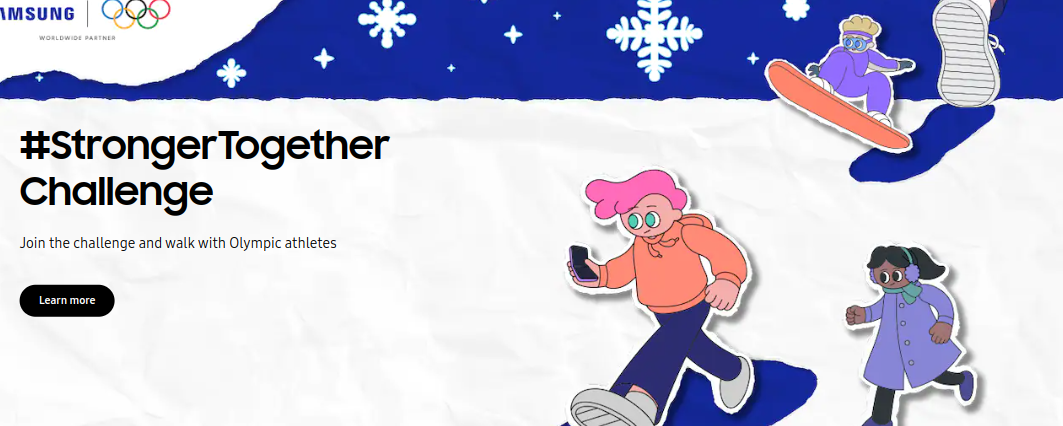 AMSUNG
WORLDWIDE PARTNER
#StrongerTogether
Challenge
Join the challenge and walk with Olympic athletes
Learn more